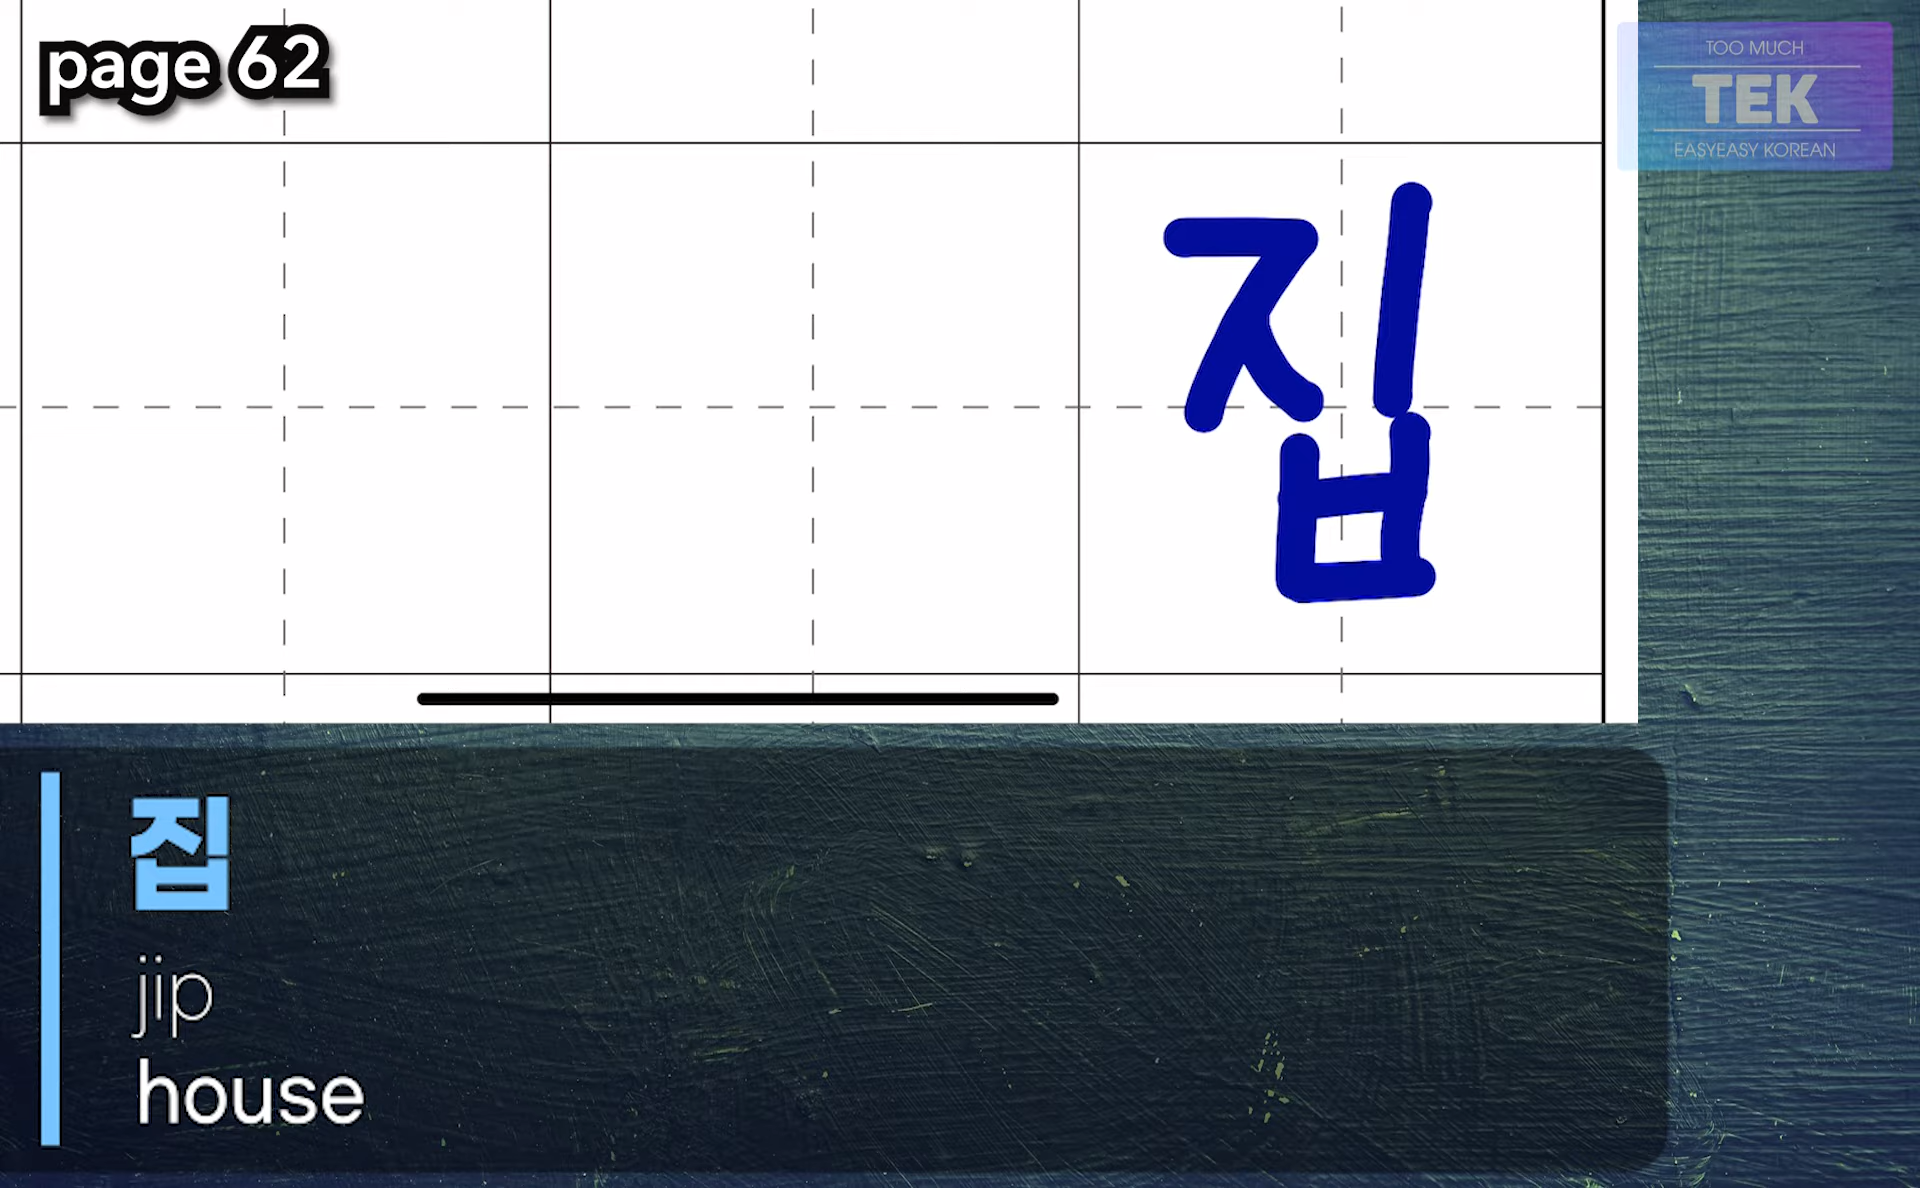 page 62
TOO MUCH
TEK
EASYEASY KOREAN
집
집
jip
house